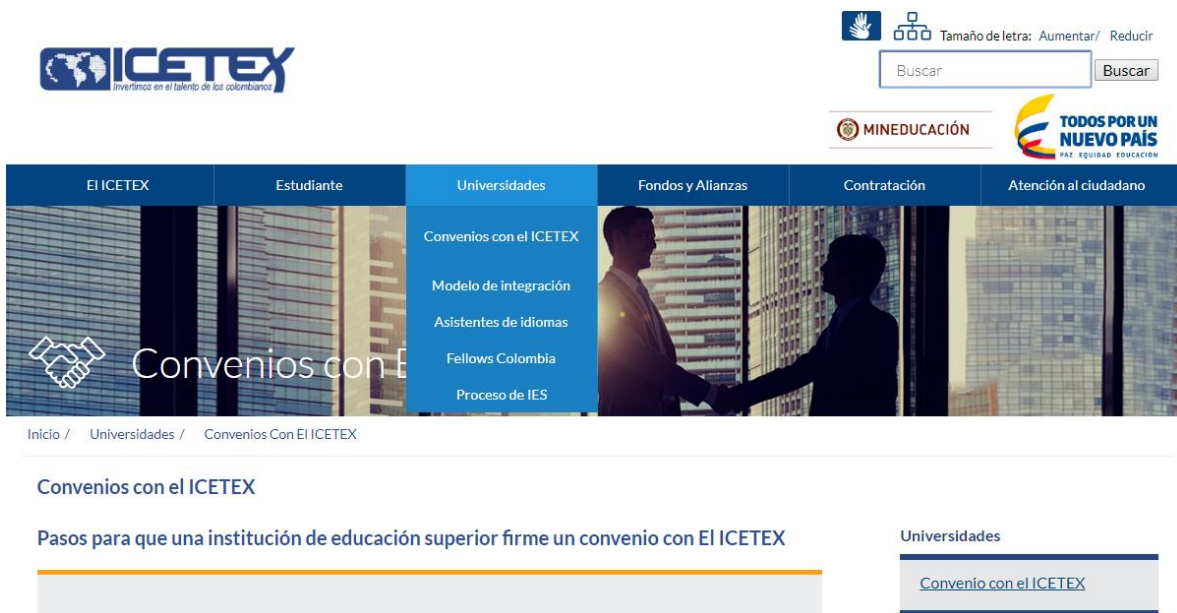 ICETEX
Invertimos en el talento de los colombianos
Tamaño de letra: Aumentar/ Reducir
Buscar Buscar
MINEDUCACIÓN
TODOS POR UN
NUEVO PAÍS
PAZ EQUIDAD EDUCACIÓN
El ICETEX Estudiante Universidades Fondos y Alianzas Contratación Atención al ciudadano
Convenios con el ICETEX
Modelo de integración
Asistentes de idiomas
Fellows Colombia
Proceso de IES
Convenios con E
Inicio / Universidades / Convenios Con El ICETEX
Convenios con el ICETEX
Pasos para que una institución de educación superior firme un convenio con El ICETEX
Universidades
Convenio con el ICETEX